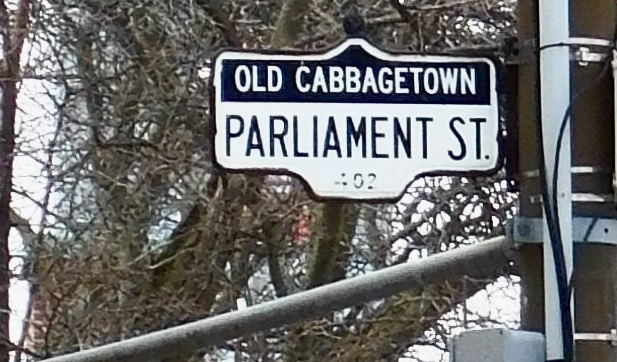 OLD CABBAGETOWN
PARLIAMENT ST.
402